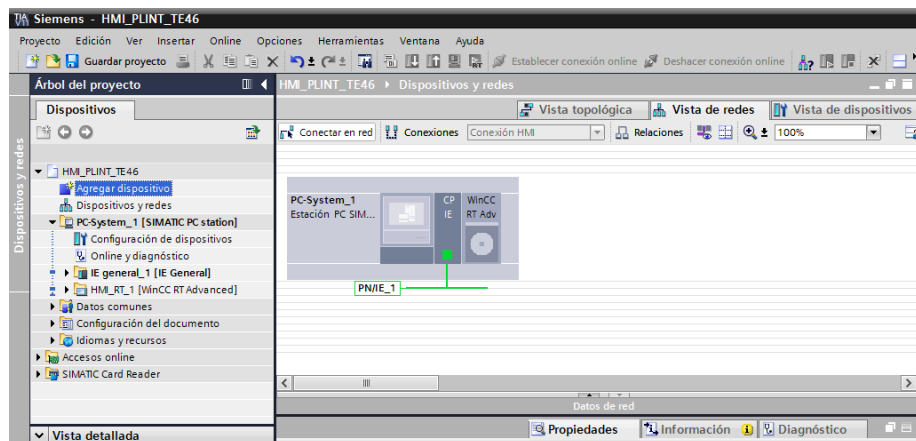 Siemens - HMI_PLINT_TE46
Proyecto Edición Ver Insertar Online Opciones Herramientas Ventana Ayuda
Guardar proyecto Establecer conexión online Deshacer conexión online
Árbol del proyecto
HMI_PLINT_TE46 Dispositivos y redes
Dispositivos
Vista topológica Vista de redes Vista de dispositivos
Conectar en red Conexiones Conexión HMI Relaciones 100%
Dispositivos y redes
HMI_PLINT_TE46
Agregar dispositivo
Dispositivos y redes
PC-System_1 [SIMATIC PC station]
Configuración de dispositivos
Online y diagnóstico
IE general_1 [IE General]
HMI_RT_1 [WinCC RT Advanced]
Datos comunes
Configuración del documento
Idiomas y recursos
Accesos online
SIMATIC Card Reader
PC-System_1
Estación PC SIM...
CP
IE
WinCC
RT Adv
PN/IE_1
Datos de red
Propiedades Información Diagnóstico
Vista detallada